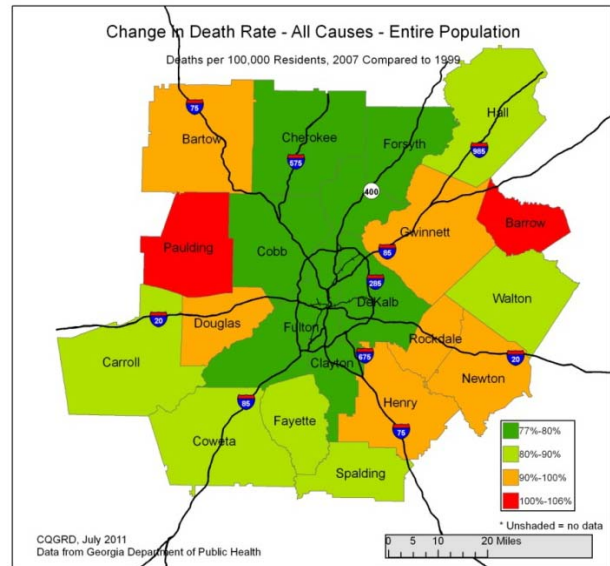 Change In Death Rate - All Causes - Entire Population
Deaths per 100,000 Residents, 2007 Compared to 1999
Hall
75
Bartow
Cherokee
Forsyth
575
985
400
Gwinnett
Barrow
Paulding
Cobb
85
285
DeKalb
Walton
20
Douglas
Fulton
Rockdale
Carroll
Clayton
675
20
Newton
Henry
85
Fayette
75
Coweta
Spalding
77%-80%
80%-90%
90%-100%
100%-106%
* Unshaded = no data
CQGRD, July 2011
Data from Georgia Department of Public Health
0 5 10 20 Miles